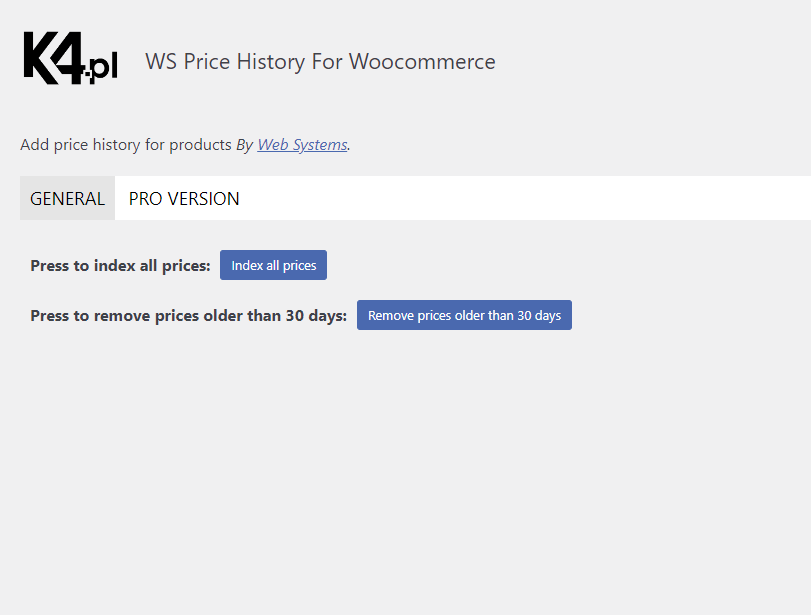 K4.pl
WS Price History For Woocommerce
Add price history for products By Web Systems.
GENERAL PRO VERSION
Press to index all prices: Index all prices
Press to remove prices older than 30 days: Remove prices older than 30 days